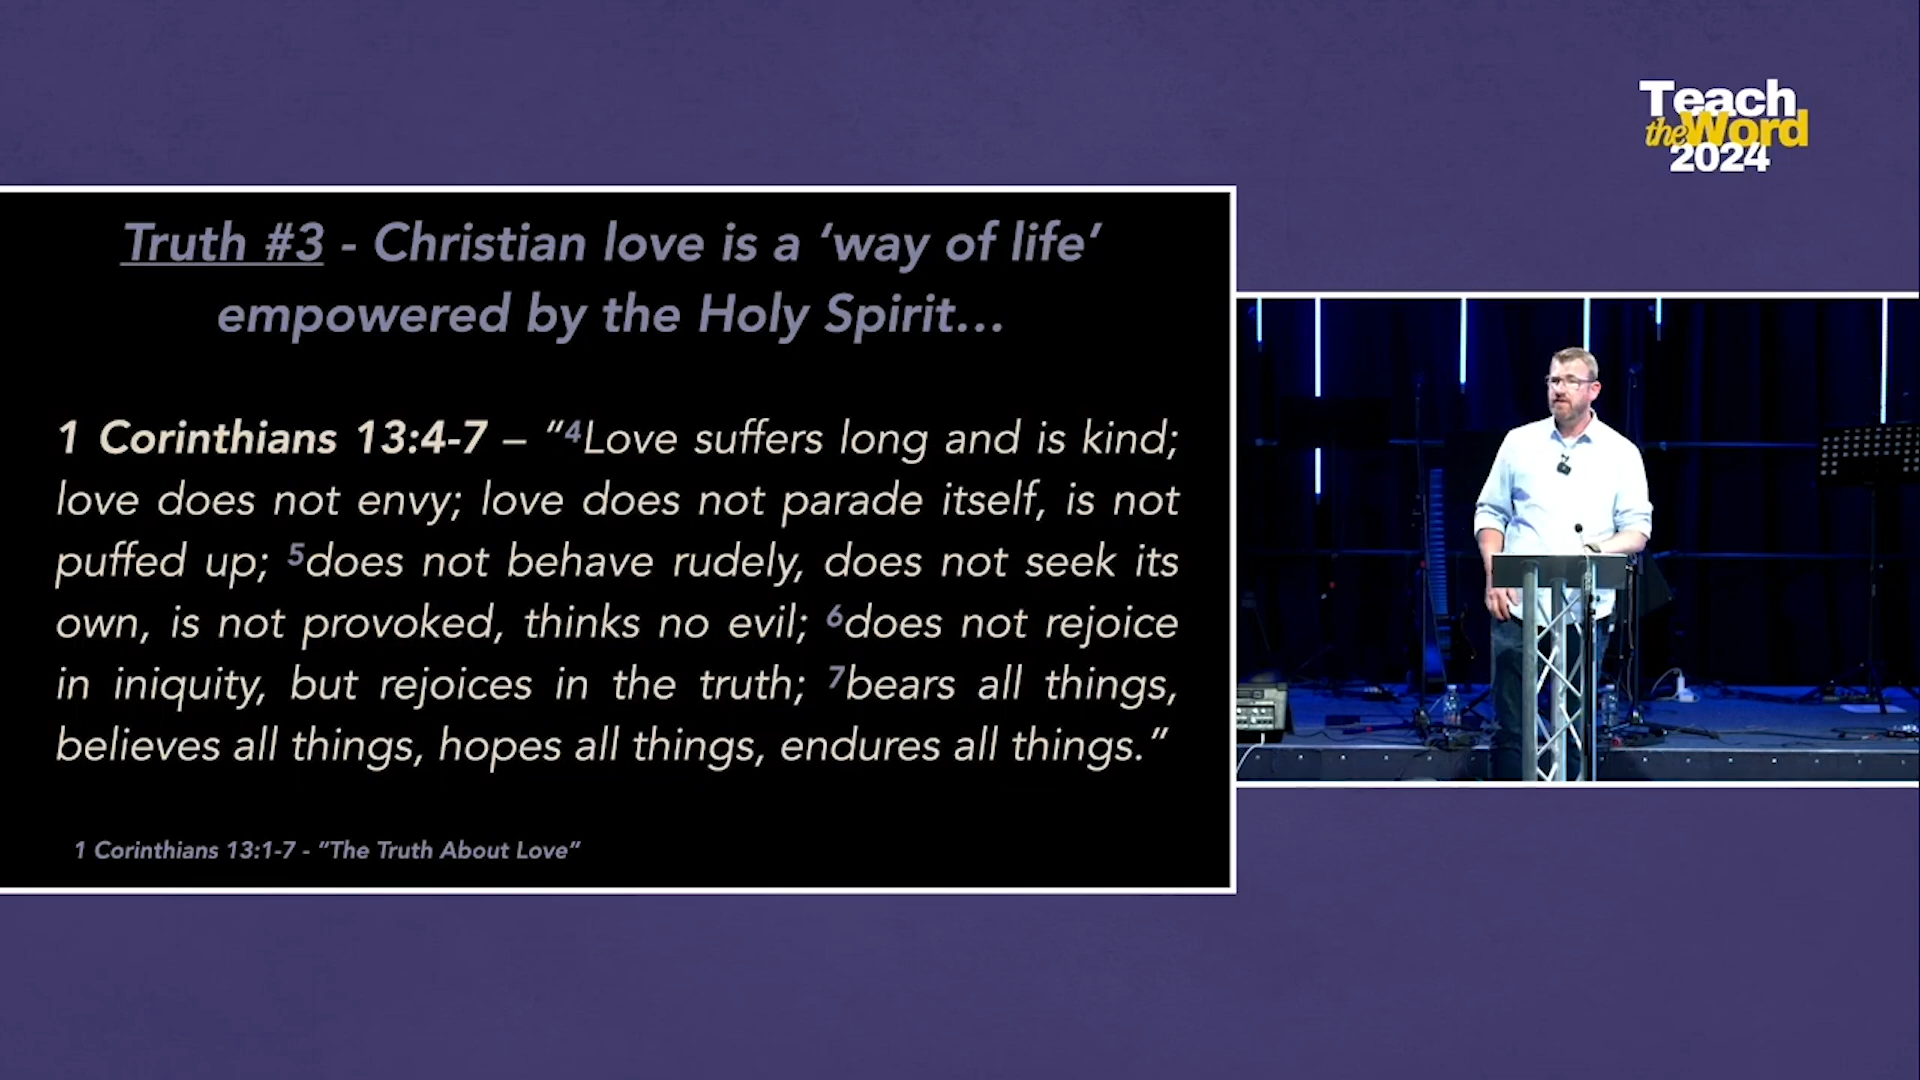 Teach
the Word
2024
Truth #3 - Christian love is a ‘way of life’
empowered by the Holy Spirit...
1 Corinthians 13:4-7 – “4Love suffers long and is kind;
love does not envy; love does not parade itself, is not
puffed up; 5does not behave rudely, does not seek its
own, is not provoked, thinks no evil; 6does not rejoice
in iniquity, but rejoices in the truth; 7bears all things,
believes all things, hopes all things, endures all things.”
1 Corinthians 13:1-7 - “The Truth About Love”